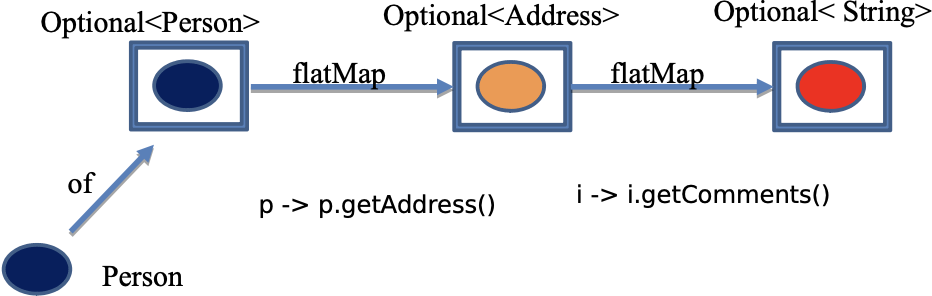 Optional<Person>
Optional<Address>
Optional< String>
flatMap
flatMap
of
p -> p.getAddress()
i -> i.getComments()
Person